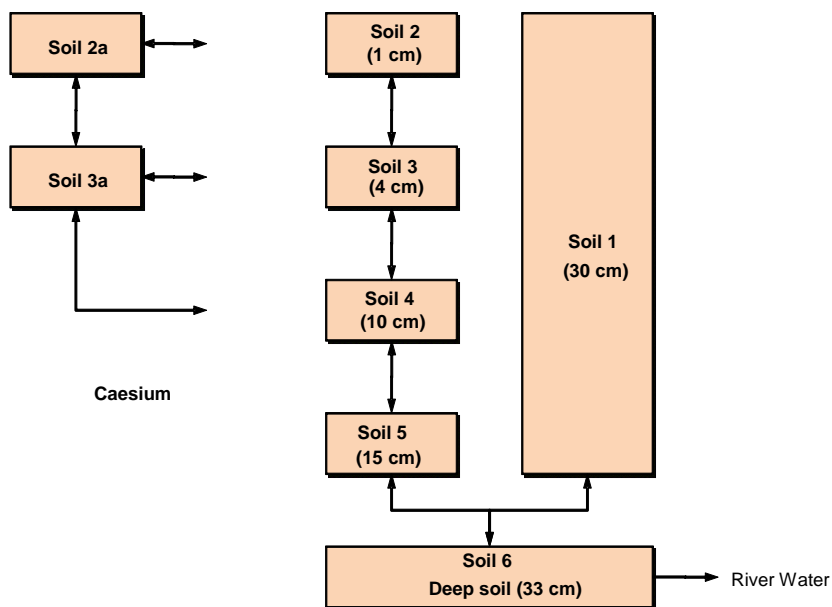 Soil 2a
Soil 3a
Caesium
Soil 2
(1 cm)
Soil 3
(4 cm)
Soil 4
(10 cm)
Soil 5
(15 cm)
Soil 1
(30 cm)
Soil 6
Deep soil (33 cm)
River Water